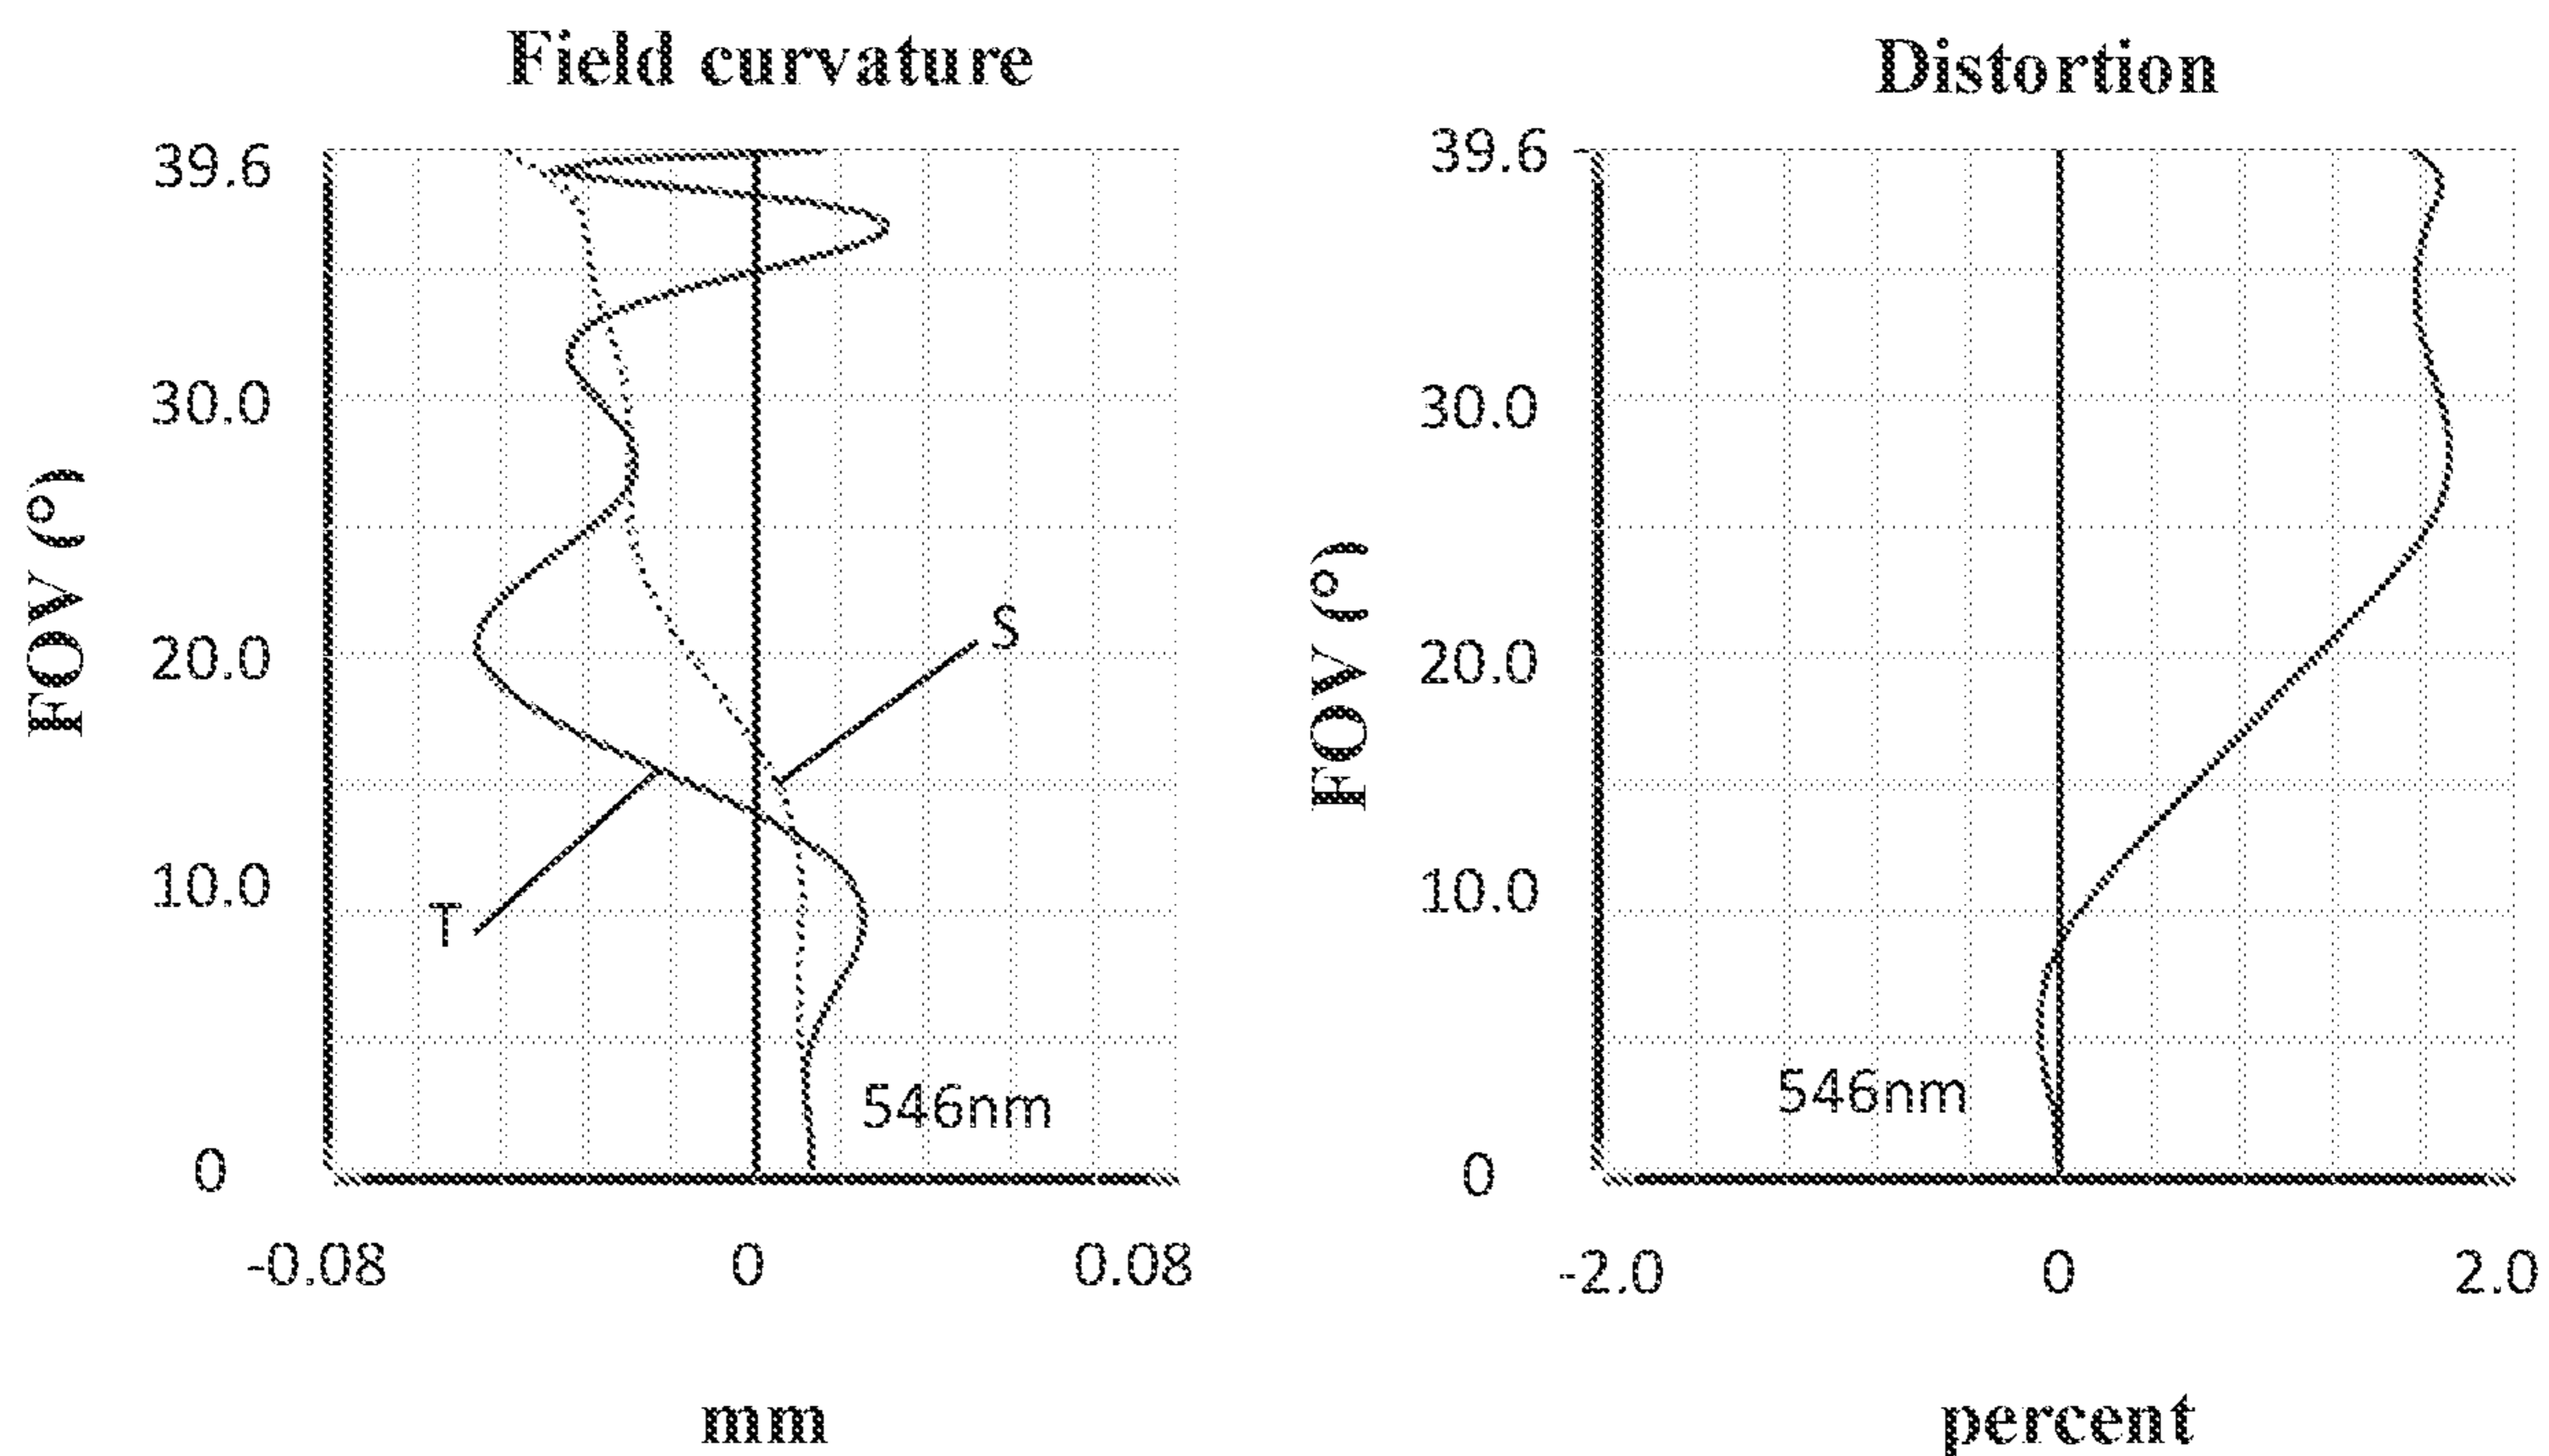 Field curvature
39.6
30.0
20.0
10.0
0
FOV (°)
S
T
546nm
-0.08 0 0.08
mm
Distortion
39.6
30.0
20.0
10.0
0
FOV (°)
546nm
-2.0 0 2.0
percent